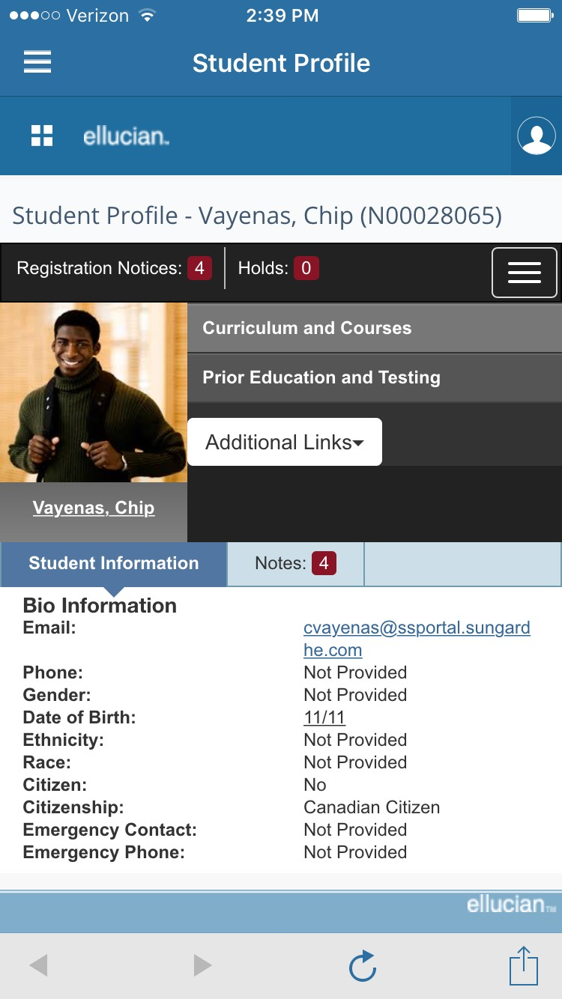 Verizon 2:39 PM
Student Profile
ellucian.
Student Profile - Vayenas, Chip (N00028065)
Registration Notices: 4 Holds: 0
Curriculum and Courses
Prior Education and Testing
Additional Links
Vayenas, Chip
Student Information Notes: 4
Bio Information
Email: cvayenas@ssportal.sungard
he.com
Phone: Not Provided
Gender: Not Provided
Date of Birth: 11/11
Ethnicity: Not Provided
Race: Not Provided
Citizen: No
Citizenship: Canadian Citizen
Emergency Contact: Not Provided
Emergency Phone: Not Provided
ellucian™